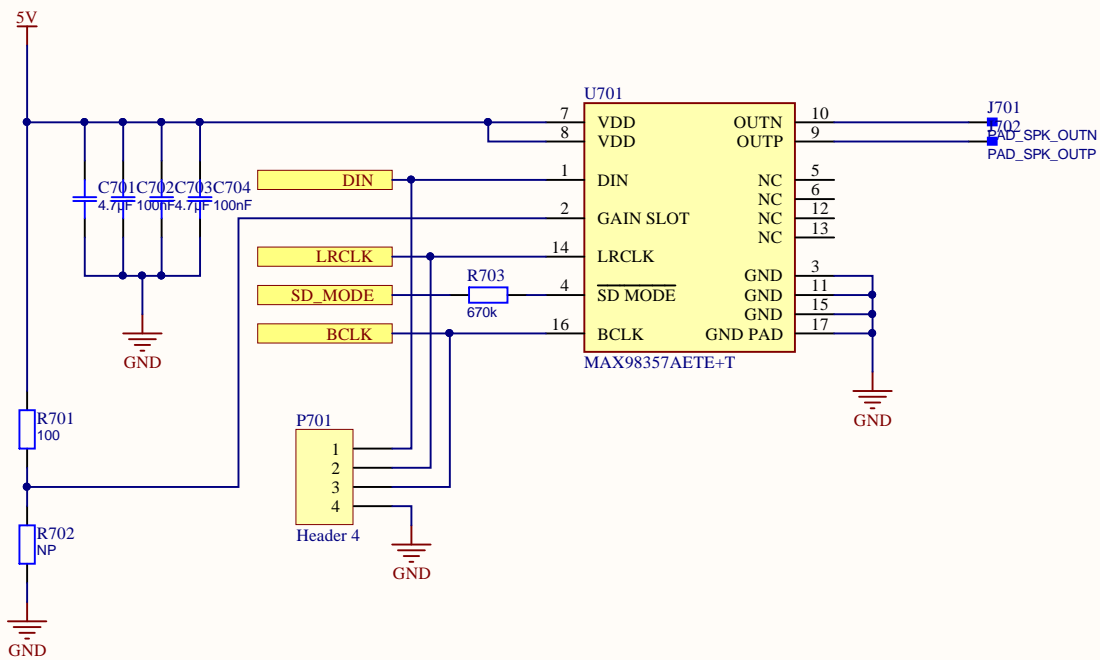 5V
U701
7 VDD OUTN 10
8 VDD OUTP 9
J701
J702
PAD_SPK_OUTN
PAD_SPK_OUTP
DIN 1 DIN NC 5
NC 6
2 GAIN SLOT NC 12
NC 13
C701 C702 C703 C704
4.7µF 100nF 4.7µF 100nF
LRCLK 14 LRCLK
GND 3
SD_MODE R703 4 SD MODE GND 11
670k
GND 15
BCLK 16 BCLK GND PAD 17
MAX98357AETE+T
GND
GND
R701
100
P701
1
2
3
4
Header 4
R702
NP
GND
GND